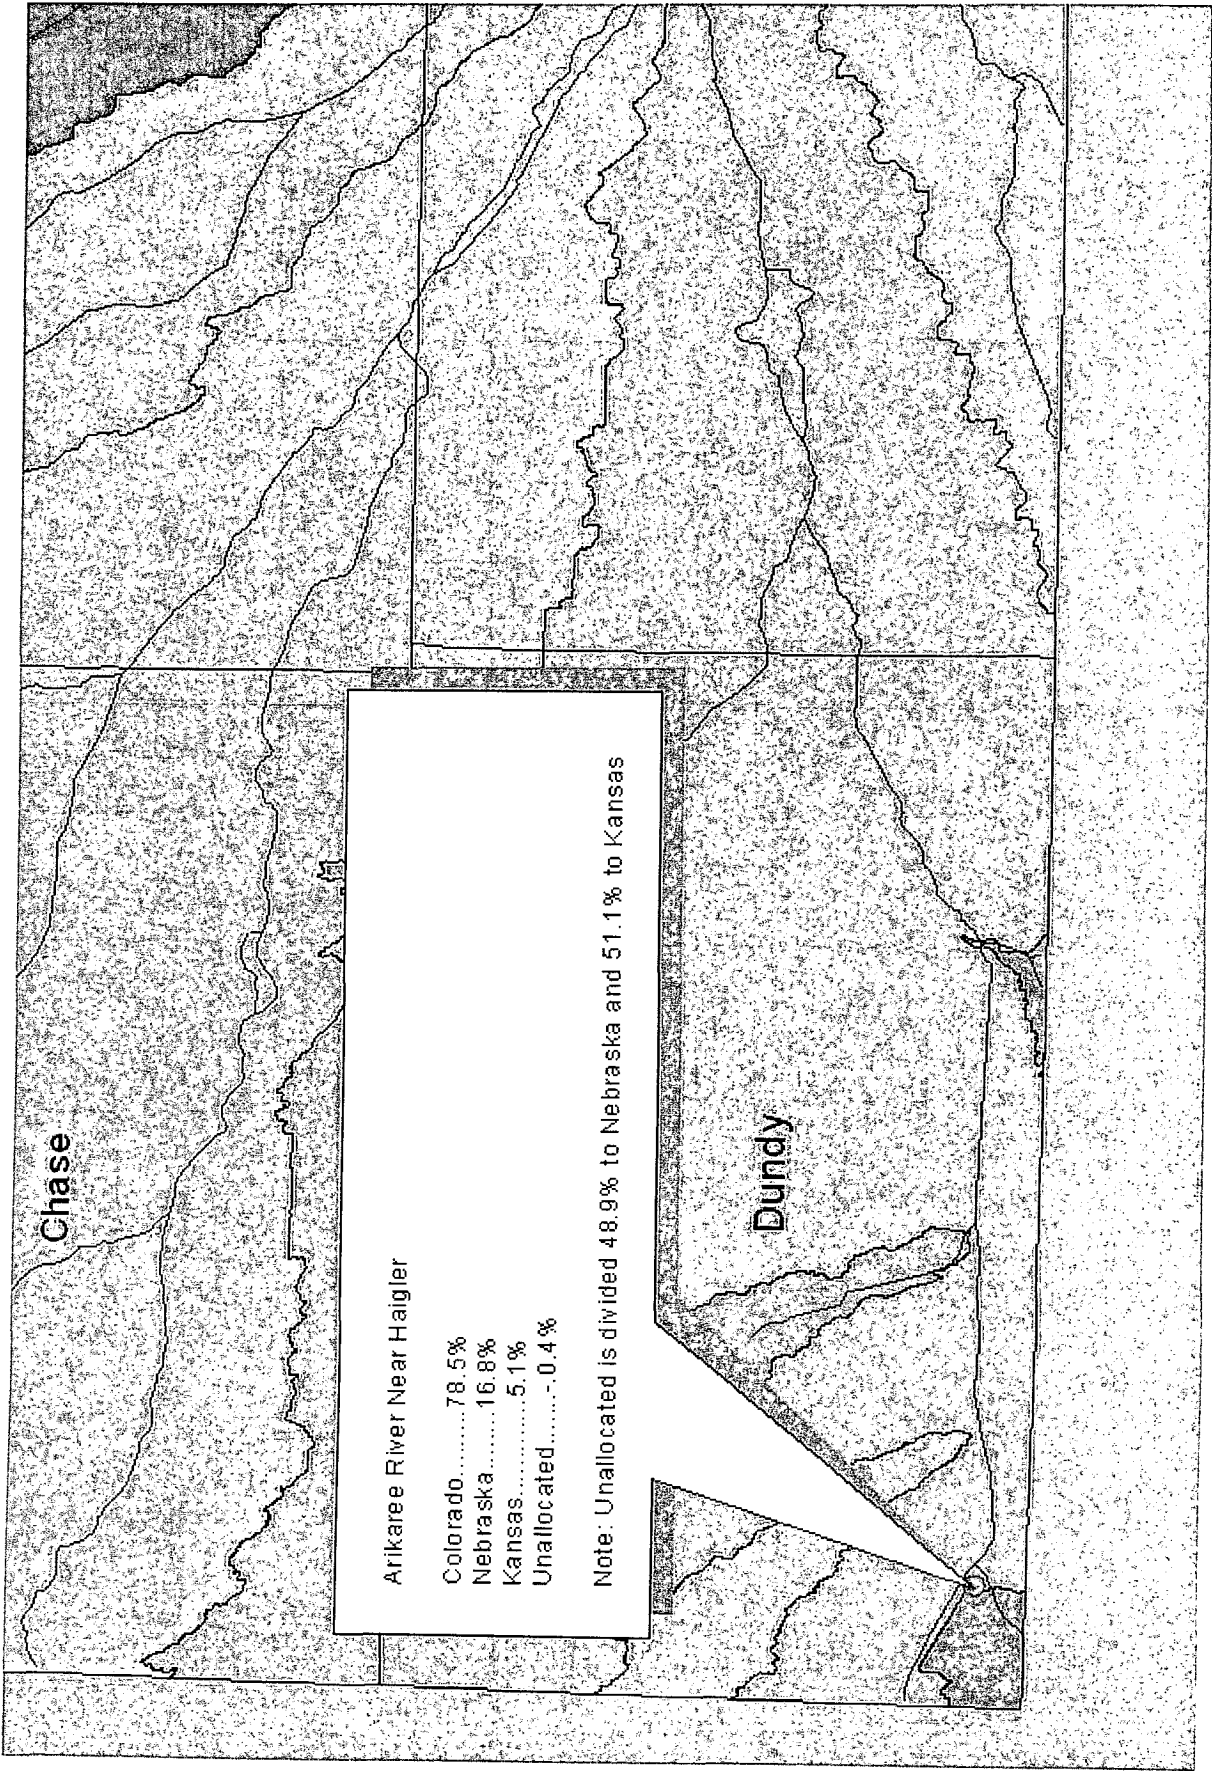 Chase
Arikaree River Near Haigler
Colorado..........78.5%
Nebraska........16.8%
Kansas............5.1%
Unallocated.......-.0.4%
Note: Unallocated is divided 48.9% to Nebraska and 51.1% to Kansas
Dundy